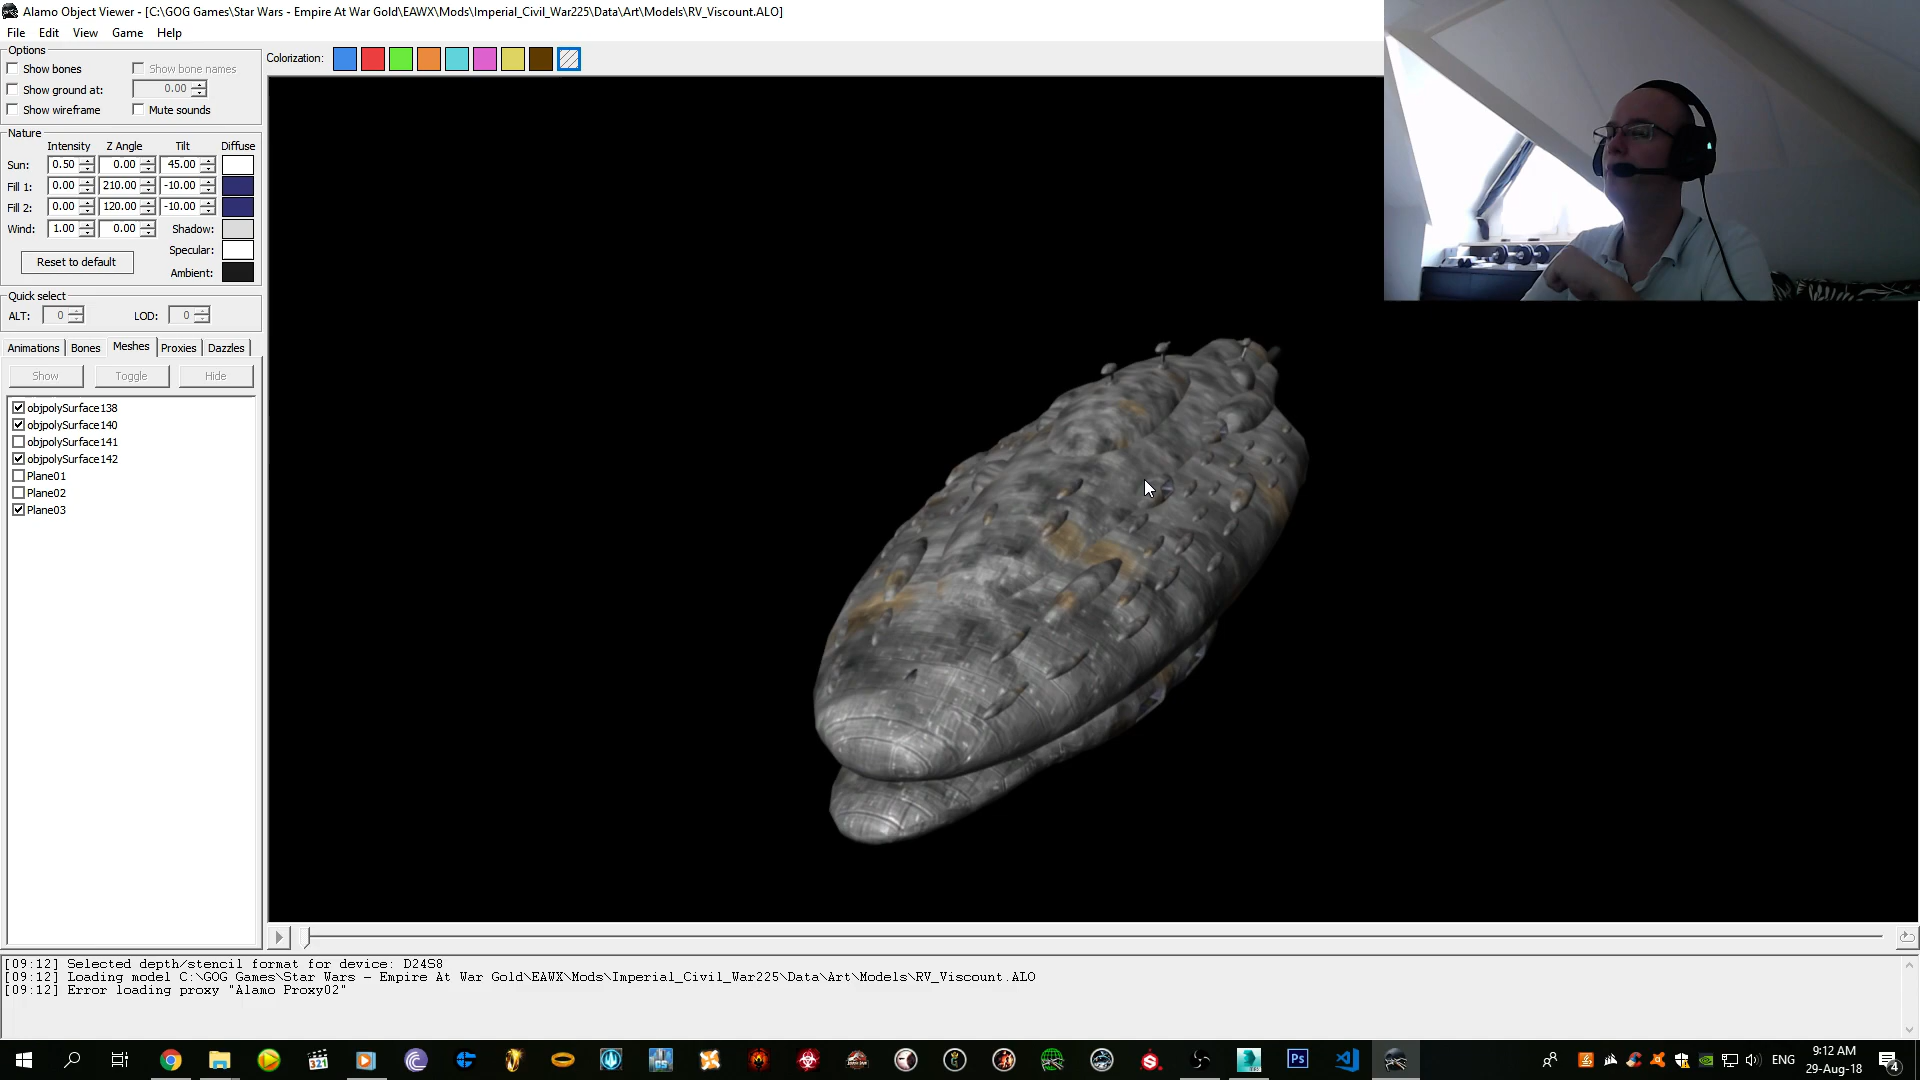 Alamo Object Viewer - [C:\GOG Games\Star Wars - Empire At War Gold\EAWX\Mods\Imperial_Civil_War225\Data\Art\Models\RV_Viscount.ALO]
File Edit View Game Help
Options
Colorization:
Show bones Show bone names
Show ground at: 0.00
Show wireframe Mute sounds
Nature
Intensity Z Angle Tilt Diffuse
Sun: 0.50 0.00 45.00
Fill 1: 0.00 210.00 -10.00
Fill 2: 0.00 120.00 -10.00
Wind: 1.00 0.00 Shadow:
Specular:
Reset to default
Ambient:
Quick select
ALT: 0 LOD: 0
Animations Bones Meshes Proxies Dazzles
Show Toggle Hide
objpolySurface138
objpolySurface140
objpolySurface141
objpolySurface142
Plane01
Plane02
Plane03
[09:12] Selected depth/stencil format for device: D24S8
[09:12] Loading model C:\GOG Games\Star Wars - Empire At War Gold\EAWX\Mods\Imperial_Civil_War225\Data\Art\Models\RV_Viscount.ALO
[09:12] Error loading proxy "Alamo Proxy02"
321
Ps
ENG
9:12 AM
29-Aug-18
4